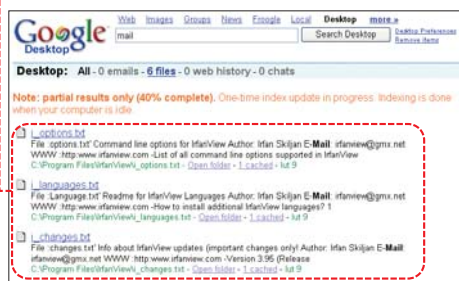 Web Images Groups News Froogle Local Desktop more »
Google
Desktop
mail
Search Desktop
Desktop Preferences
Remove Items
Desktop: All - 0 emails - 6 files - 0 web history - 0 chats
Note: partial results only (40% complete). One-time index update in progress. Indexing is done
when your computer is idle
i_options.txt
File :options.txt' Command line options for IrfanView Author: Irfan Skiljan E-Mail: irfanview@gmx.net
WWW :http:www.irfanview.com -List of all command line options supported in IrfanView
C:\Program Files\IrfanView\i_options.txt - Open folder - 1 cached - lut 9
i_languages.txt
File :Language.txt' Readme for IrfanView Languages Author: Irfan Skiljan E-Mail: irfanview@gmx.net
WWW :http:www.irfanview.com -How to install additional IrfanView languages? 1
C:\Program Files\IrfanView\i_languages.txt - Open folder - 1 cached - lut 9
i_changes.txt
File :changes.txt' Info about IrfanView updates (important changes only! Author: Irfan Skiljan E-Mail:
irfanview@gmx.net WWW :http:www.irfanview.com -Version 3.95 (Release
C:\Program Files\IrfanView\i_changes.txt - Open folder - 1 cached - lut 9